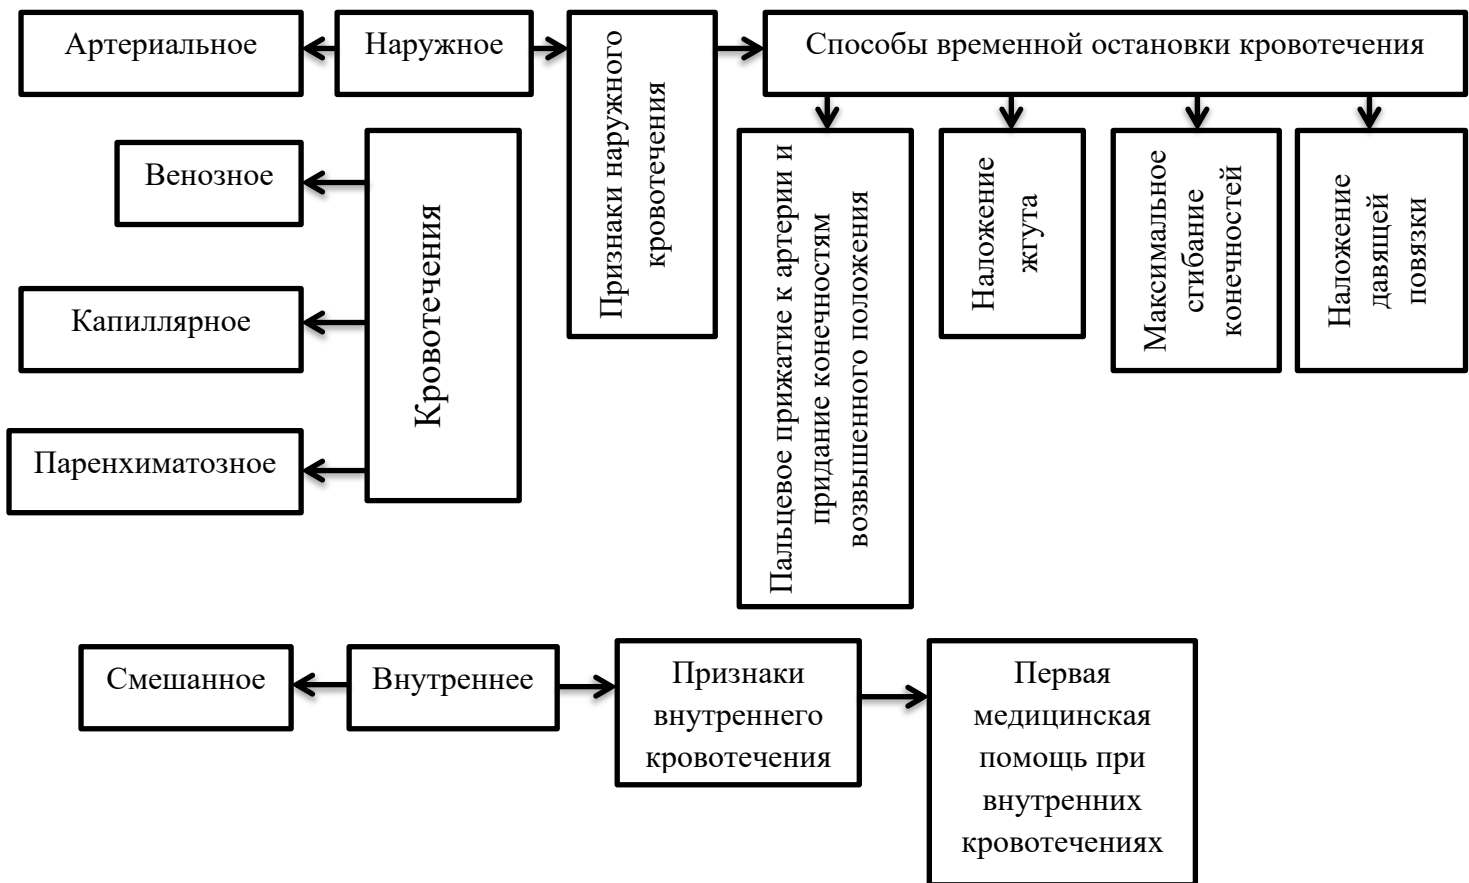 Артериальное
Наружное
Признаки наружного
кровотечения
Способы временной остановки кровотечения
Венозное
Капиллярное
Паренхиматозное
Кровотечения
Пальцевое прижатие к артерии и
придание конечностям
возвышенного положения
Наложение
жгута
Максимальное
сгибание
конечностей
Наложение
давящей
повязки
Смешанное
Внутреннее
Признаки
внутреннего
кровотечения
Первая
медицинская
помощь при
внутренних
кровотечениях